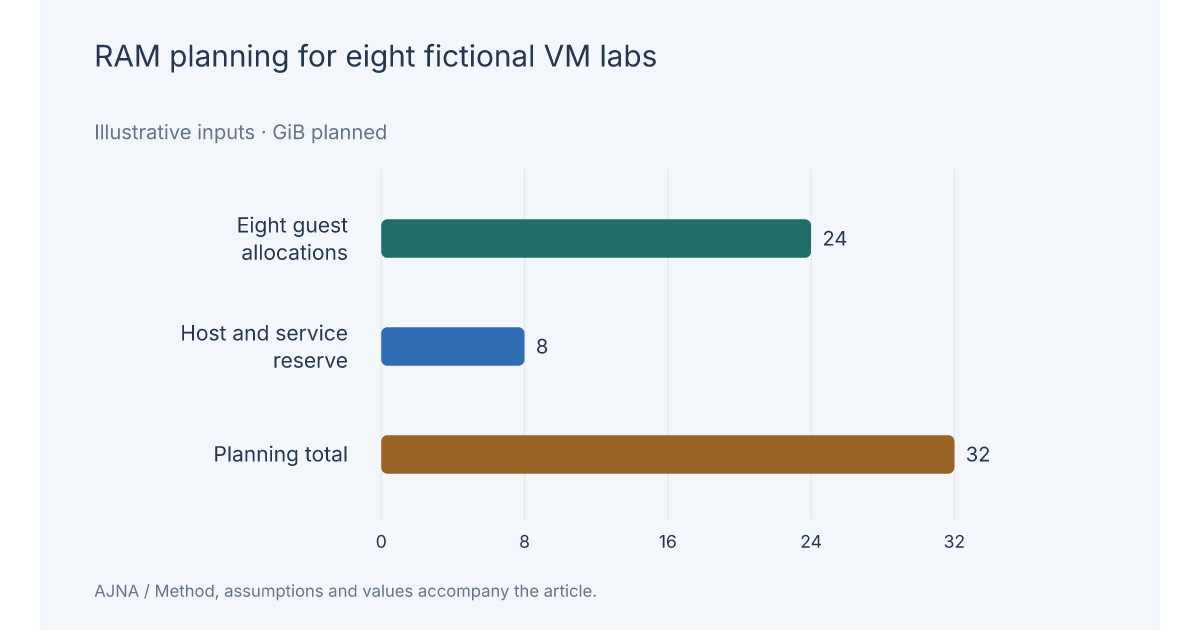 RAM planning for eight fictional VM labs
Illustrative inputs · GiB planned
Eight guest
allocations
24
Host and service
reserve
8
Planning total
32
0 8 16 24 32
AJNA / Method, assumptions and values accompany the article.